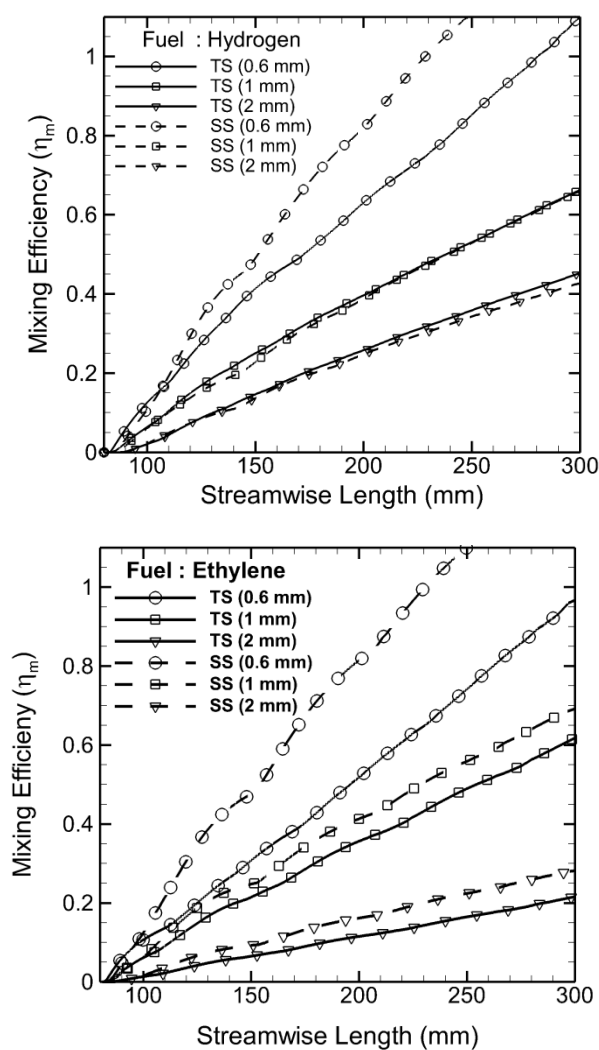 Fuel : Hydrogen
TS (0.6 mm)
TS (1 mm)
TS (2 mm)
SS (0.6 mm)
SS (1 mm)
SS (2 mm)
Mixing Efficiency (ηm)
1
0.8
0.6
0.4
0.2
0
100
150
200
250
300
Streamwise Length (mm)
Fuel : Ethylene
TS (0.6 mm)
TS (1 mm)
TS (2 mm)
SS (0.6 mm)
SS (1 mm)
SS (2 mm)
Mixing Efficieny (ηm)
1
0.8
0.6
0.4
0.2
0
100
150
200
250
300
Streamwise Length (mm)